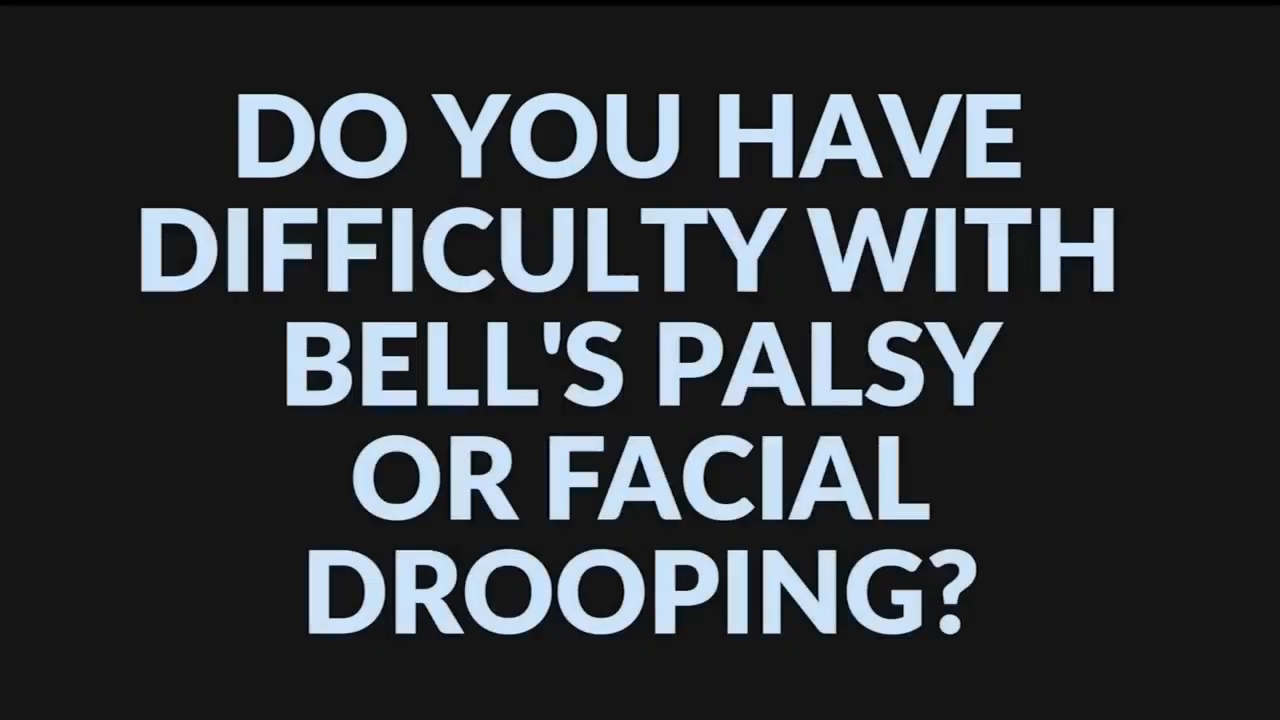 DO YOU HAVE
DIFFICULTY WITH
BELL'S PALSY
OR FACIAL
DROOPING?